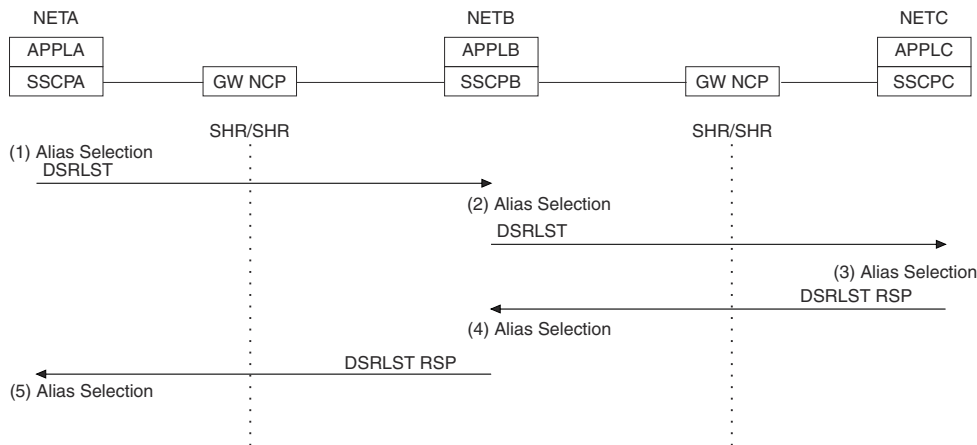 NETA NETB NETC
APPLA APPLB APPLC
SSCPA GW NCP SSCPB GW NCP SSCPC
SHR/SHR SHR/SHR
(1) Alias Selection
DSRLST
(2) Alias Selection
DSRLST
(3) Alias Selection
DSRLST RSP
(4) Alias Selection
DSRLST RSP
(5) Alias Selection